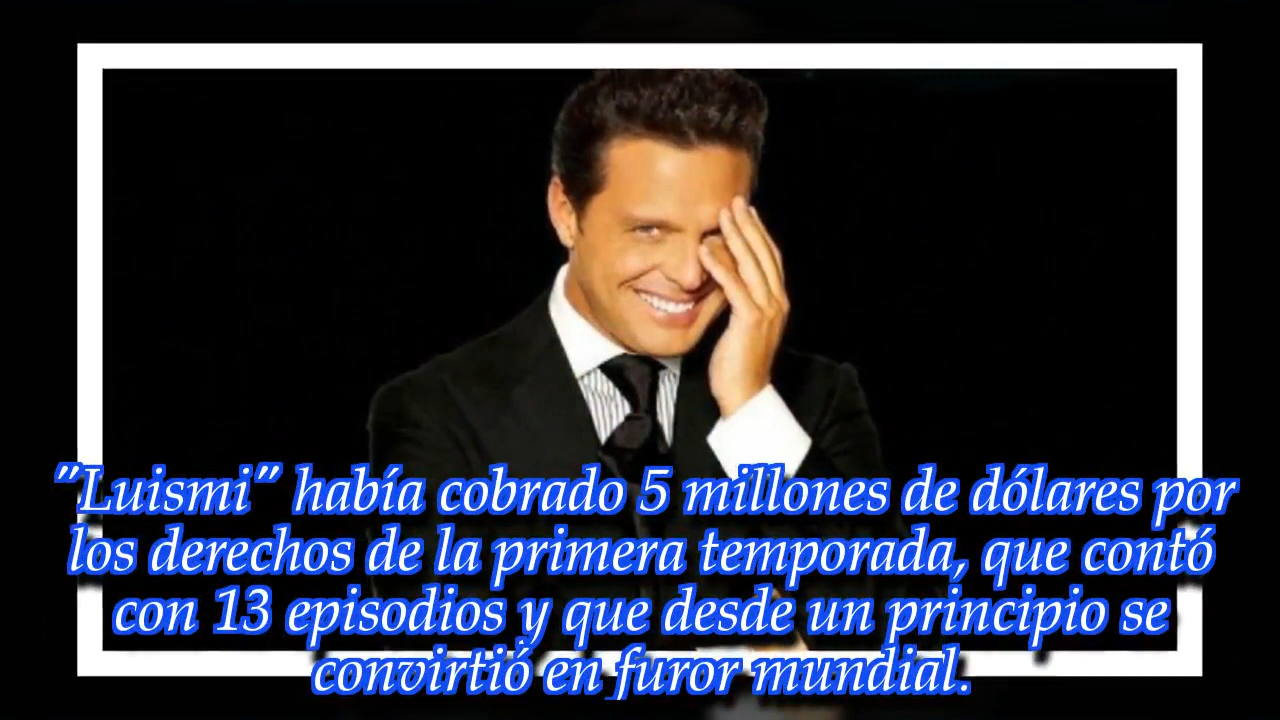 "Luismi" había cobrado 5 millones de dólares por
los derechos de la primera temporada, que contó
con 13 episodios y que desde un principio se
convirtió en furor mundial.